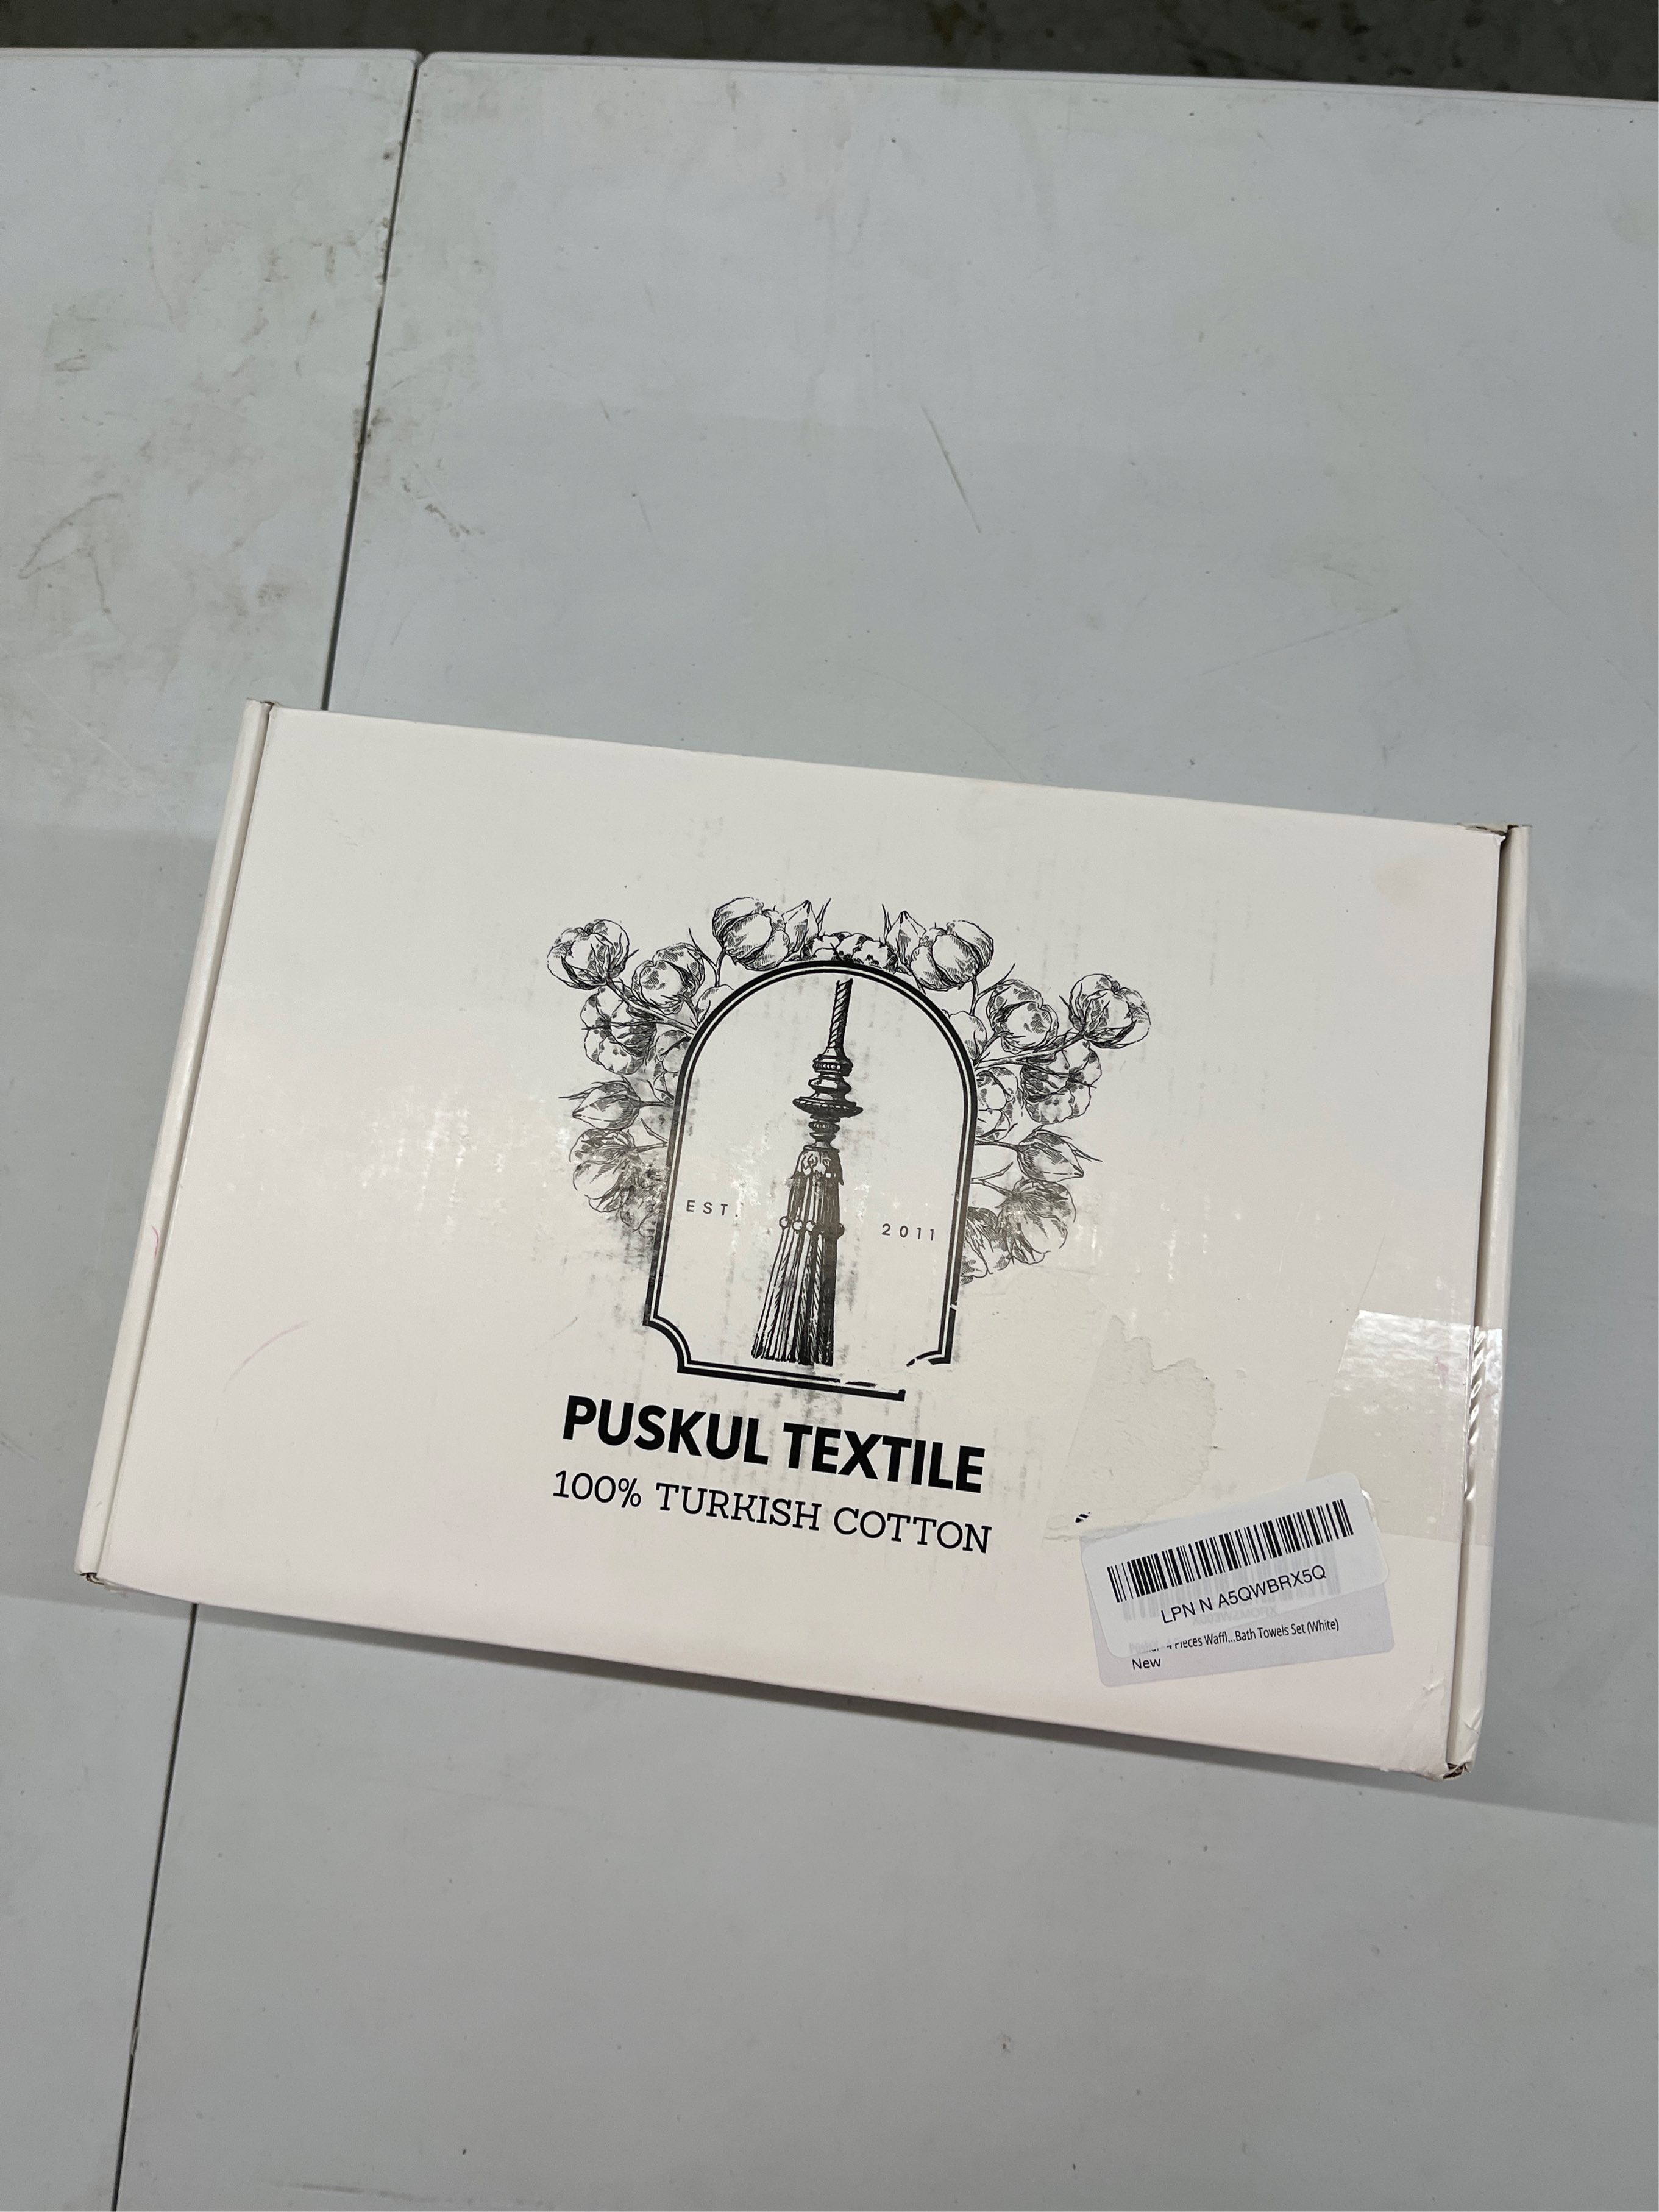 EST.
2011
PUSKUL TEXTILE
100% TURKISH COTTON
LPN N A5QWBRX5Q
4 Pieces Waffl...Bath Towels Set (White)
New